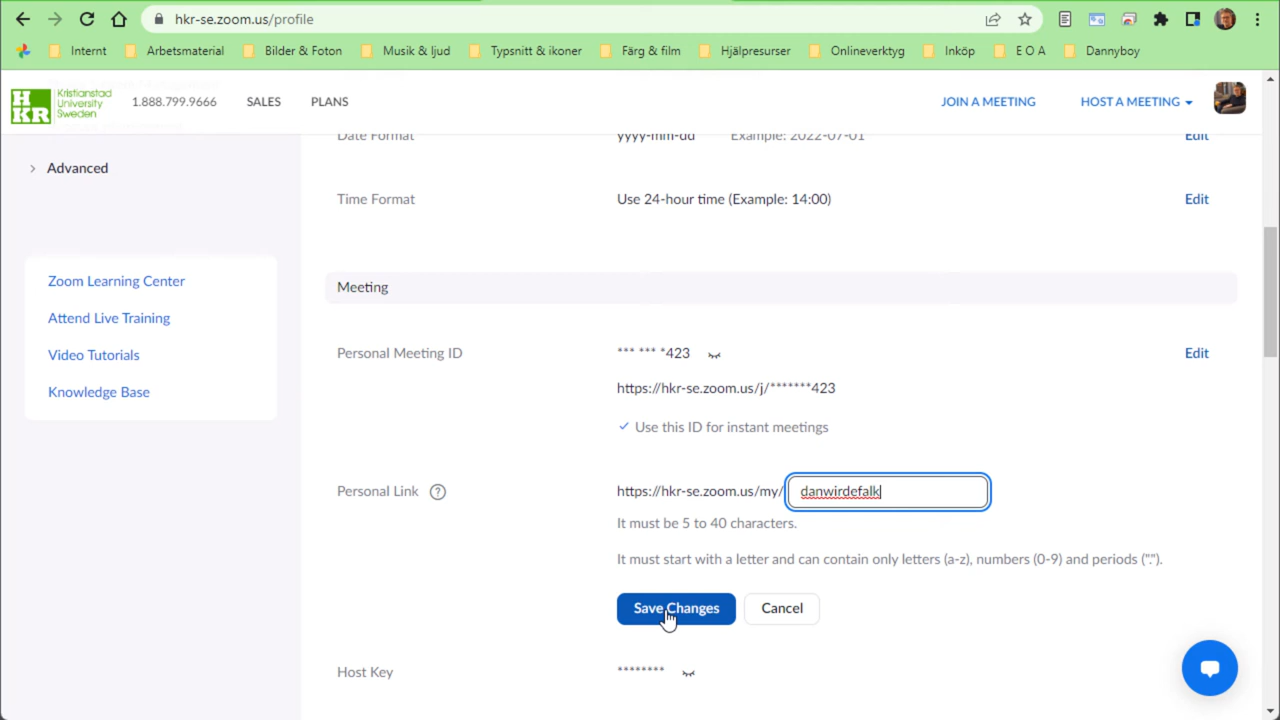 hkr-se.zoom.us/profile
Internt Arbetsmaterial Bilder & Foton Musik & ljud Typsnitt & ikoner Färg & film Hjälpresurser Onlineverktyg Inköp E O A Dannyboy
HKR Kristianstad University Sweden 1.888.799.9666 SALES PLANS JOIN A MEETING HOST A MEETING
Date Format yyyy-mm-dd Example: 2022-07-01 Edit
Advanced
Time Format Use 24-hour time (Example: 14:00) Edit
Zoom Learning Center
Attend Live Training
Video Tutorials
Knowledge Base
Meeting
Personal Meeting ID *** *** *423 Edit
https://hkr-se.zoom.us/j/*******423
Use this ID for instant meetings
Personal Link ? https://hkr-se.zoom.us/my/ danwirdefalk
It must be 5 to 40 characters.
It must start with a letter and can contain only letters (a-z), numbers (0-9) and periods (".").
Save Changes Cancel
Host Key ********